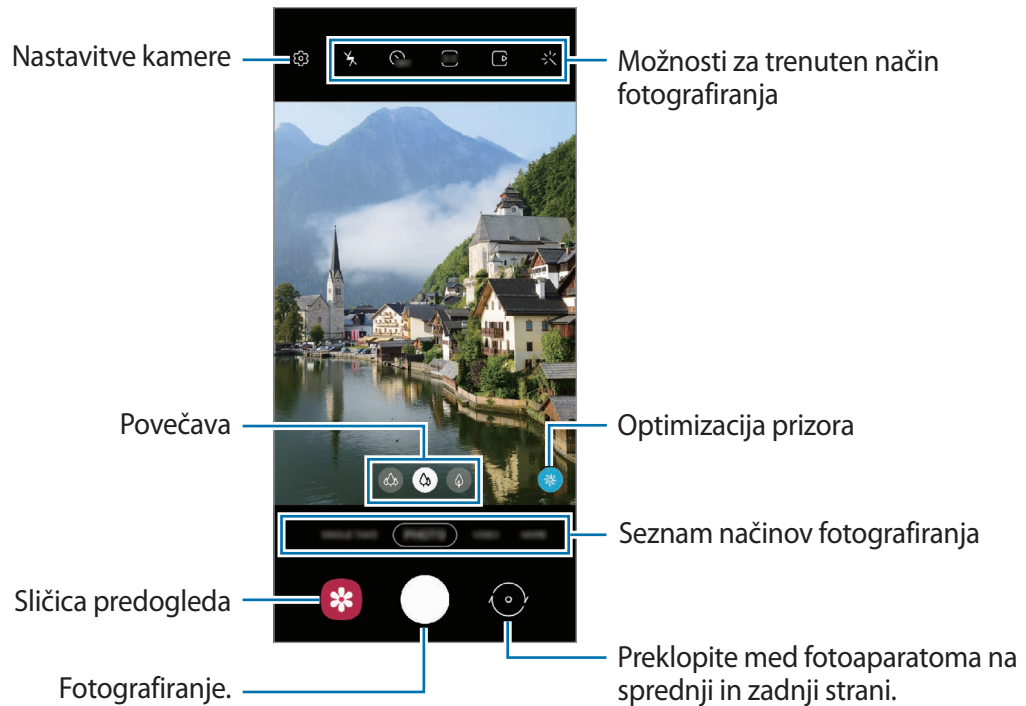 Nastavitve kamere
Možnosti za trenuten način
fotografiranja
Povečava
Optimizacija prizora
Seznam načinov fotografiranja
Sličica predogleda
Fotografiranje.
Preklopite med fotoaparatoma na
sprednji in zadnji strani.